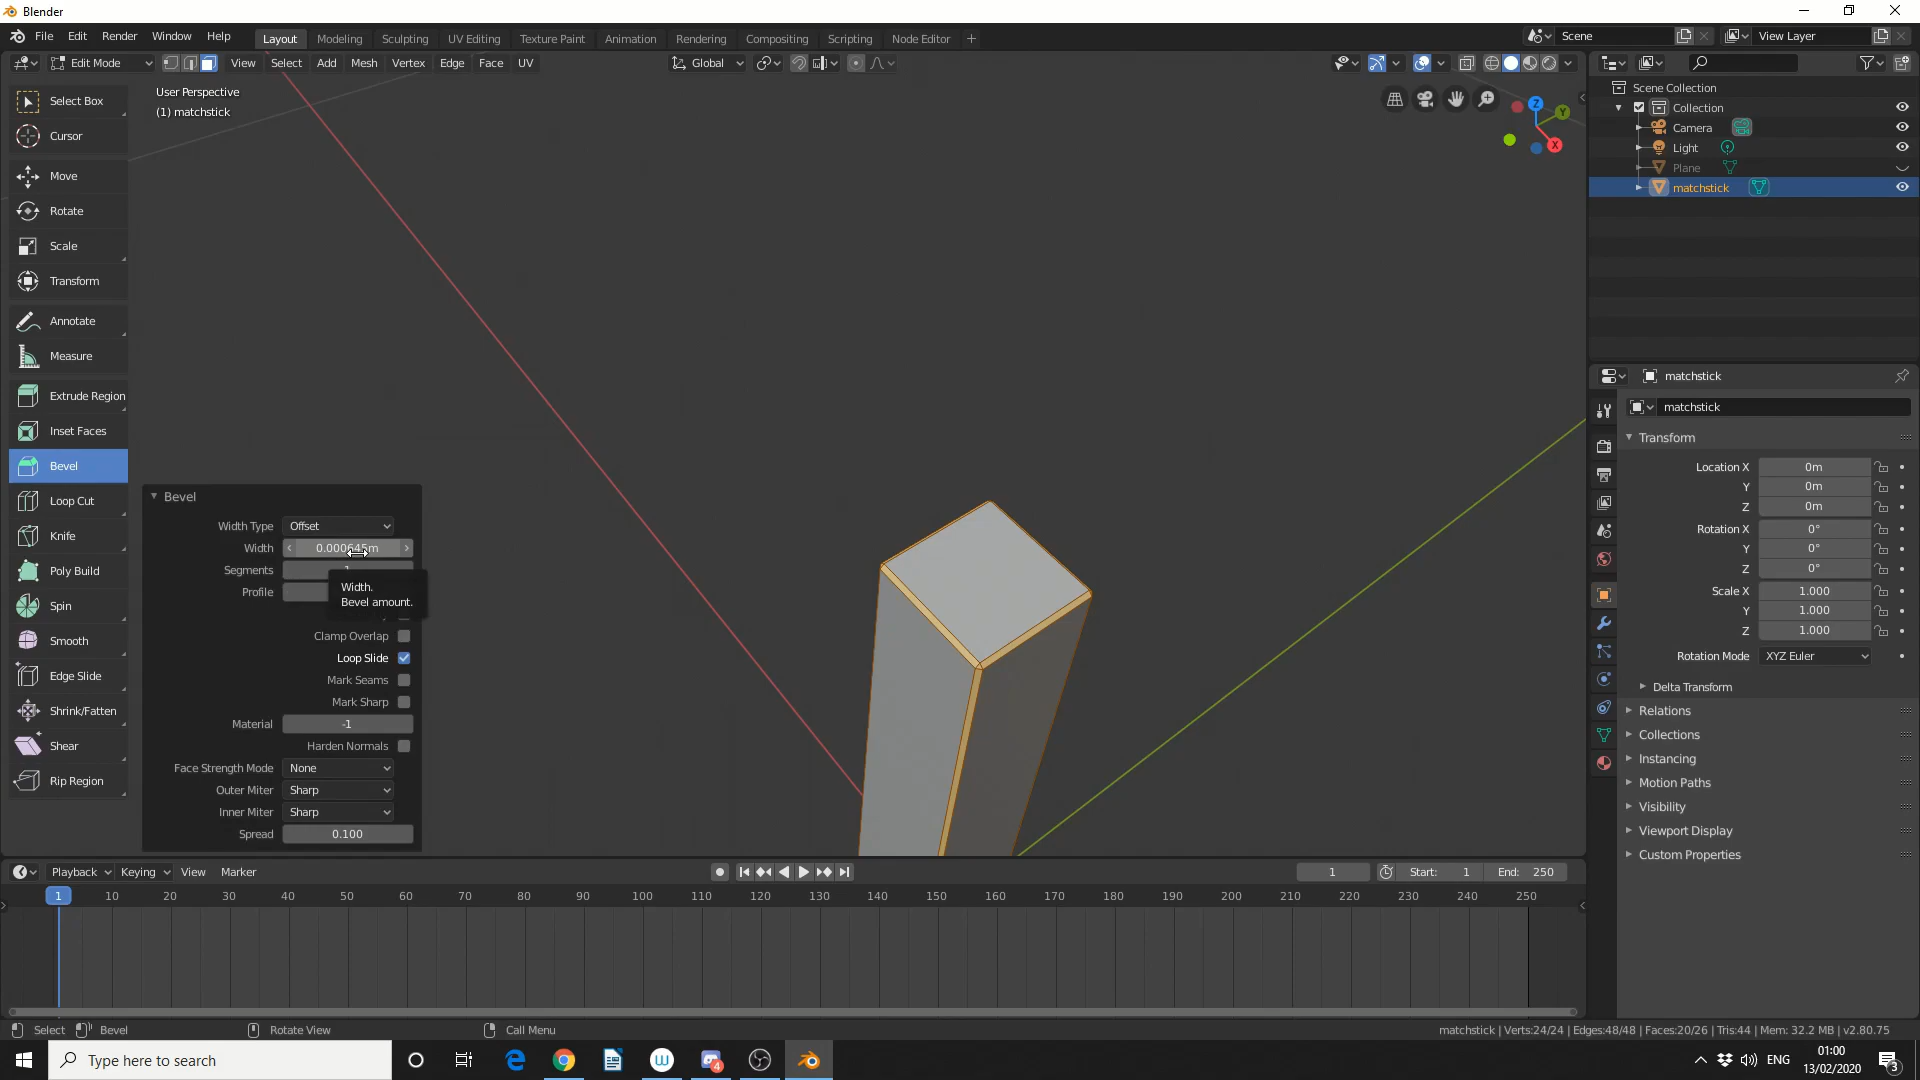 Blender
File Edit Render Window Help
Layout Modeling Sculpting UV Editing Texture Paint Animation Rendering Compositing Scripting Node Editor +
Scene View Layer
Edit Mode View Select Add Mesh Vertex Edge Face UV Global
User Perspective
(1) matchstick
Select Box
Cursor
Move
Rotate
Scale
Transform
Annotate
Measure
Extrude Region
Inset Faces
Bevel
Loop Cut
Knife
Poly Build
Spin
Smooth
Edge Slide
Shrink/Fatten
Shear
Rip Region
Z Y X
Bevel
Width Type Offset
Width 0.000645m
Segments
Profile
Width.
Bevel amount.
Clamp Overlap
Loop Slide
Mark Seams
Mark Sharp
Material -1
Harden Normals
Face Strength Mode None
Outer Miter Sharp
Inner Miter Sharp
Spread 0.100
Scene Collection
Collection
Camera
Light
Plane
matchstick
matchstick
matchstick
Transform
Location X 0m
Y 0m
Z 0m
Rotation X 0°
Y 0°
Z 0°
Scale X 1.000
Y 1.000
Z 1.000
Rotation Mode XYZ Euler
Delta Transform
Relations
Collections
Instancing
Motion Paths
Visibility
Viewport Display
Custom Properties
Playback Keying View Marker 1 Start: 1 End: 250
1 10 20 30 40 50 60 70 80 90 100 110 120 130 140 150 160 170 180 190 200 210 220 230 240 250
Select Bevel Rotate View Call Menu matchstick | Verts:24/24 | Edges:48/48 | Faces:20/26 | Tris:44 | Mem: 32.2 MB | v2.80.75
Type here to search 4 ENG 01:00
13/02/2020 3